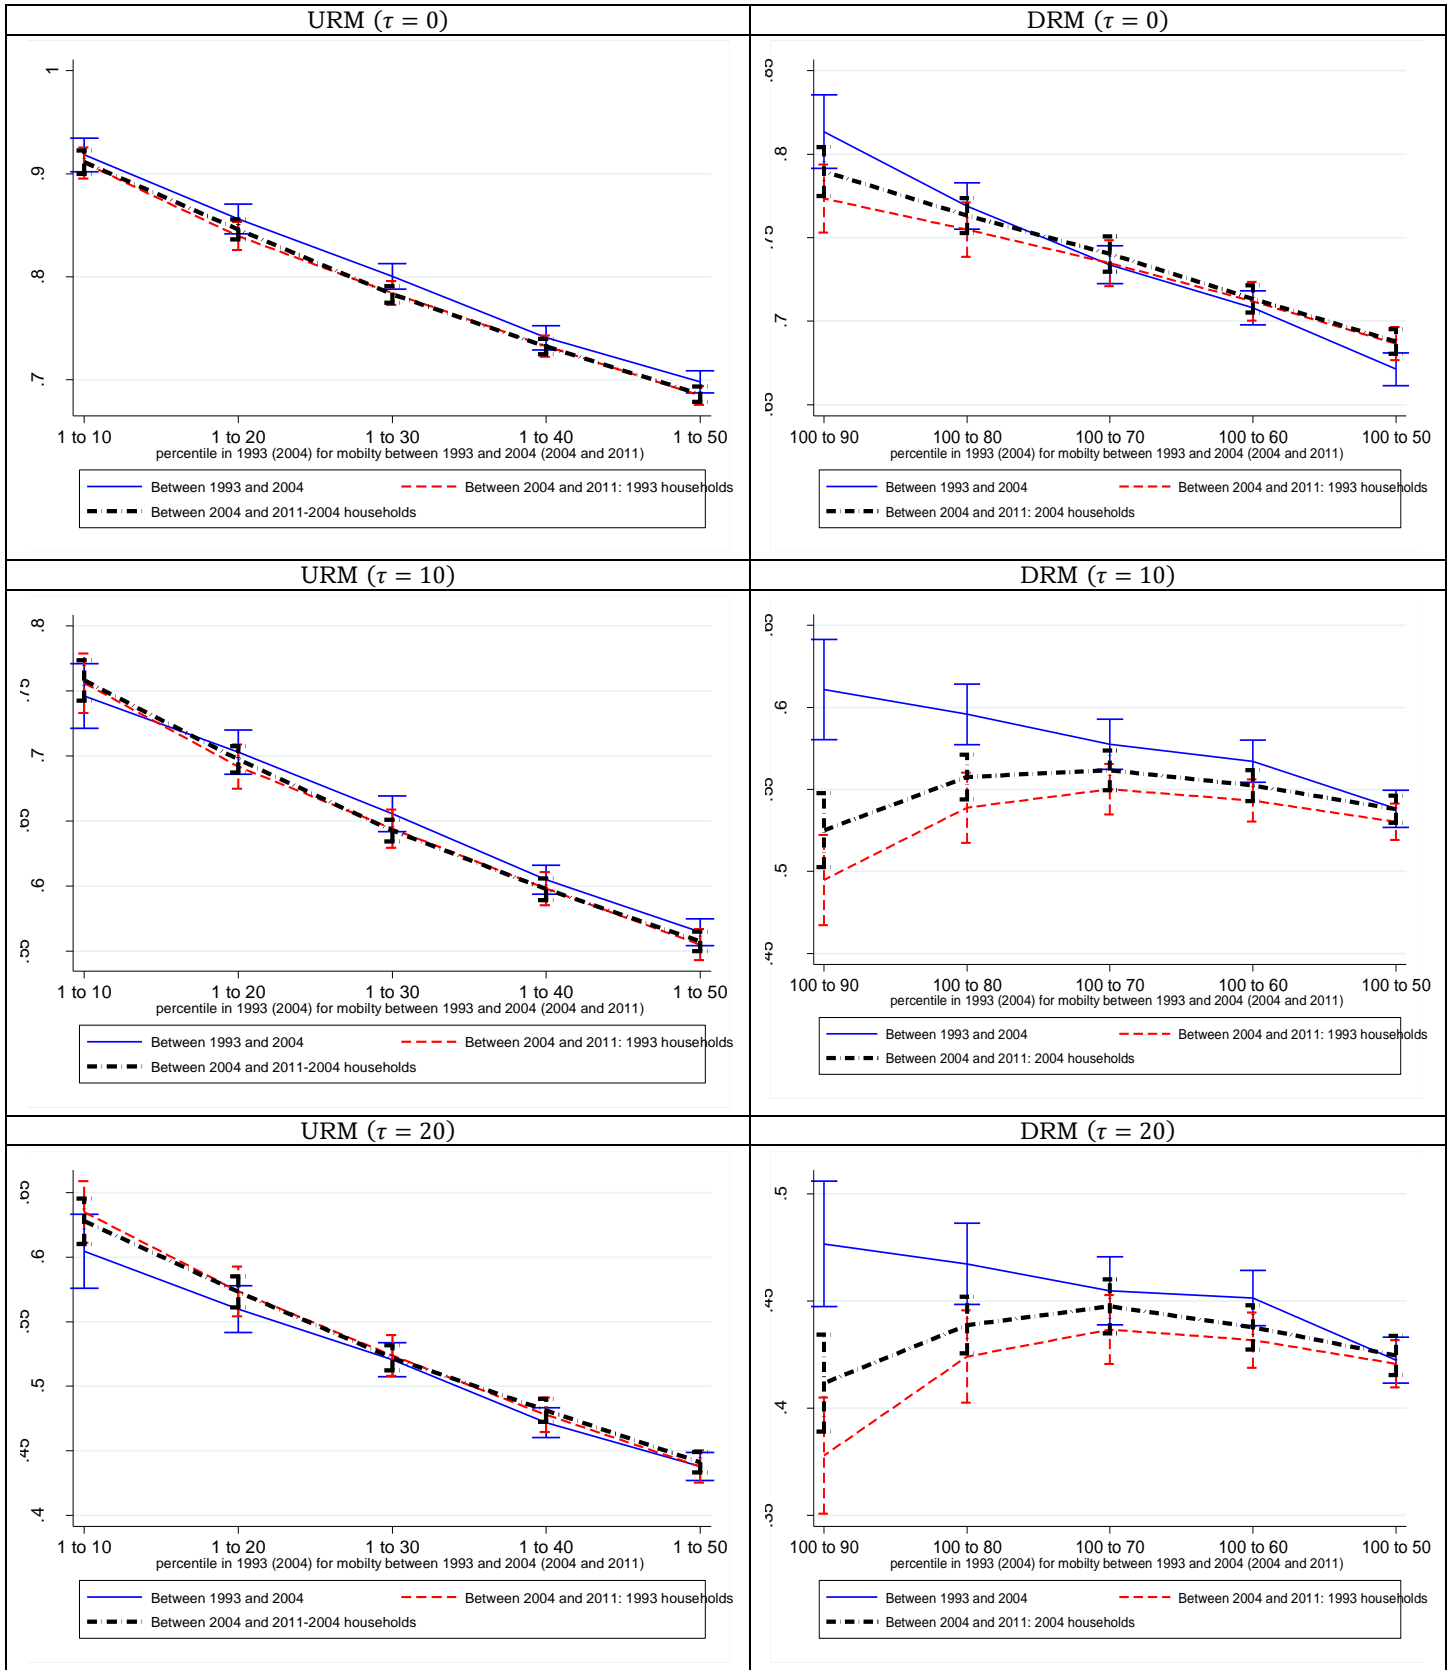 URM (τ = 0)
1
.9
.8
.7
1 to 10 1 to 20 1 to 30 1 to 40 1 to 50
percentile in 1993 (2004) for mobilty between 1993 and 2004 (2004 and 2011)
Between 1993 and 2004 Between 2004 and 2011: 1993 households
Between 2004 and 2011-2004 households
DRM (τ = 0)
.85
.8
.75
.7
.65
100 to 90 100 to 80 100 to 70 100 to 60 100 to 50
percentile in 1993 (2004) for mobilty between 1993 and 2004 (2004 and 2011)
Between 1993 and 2004 Between 2004 and 2011: 1993 households
Between 2004 and 2011: 2004 households
URM (τ = 10)
.8
.75
.7
.65
.6
.55
1 to 10 1 to 20 1 to 30 1 to 40 1 to 50
percentile in 1993 (2004) for mobilty between 1993 and 2004 (2004 and 2011)
Between 1993 and 2004 Between 2004 and 2011: 1993 households
Between 2004 and 2011-2004 households
DRM (τ = 10)
.65
.6
.55
.5
.45
100 to 90 100 to 80 100 to 70 100 to 60 100 to 50
percentile in 1993 (2004) for mobilty between 1993 and 2004 (2004 and 2011)
Between 1993 and 2004 Between 2004 and 2011: 1993 households
Between 2004 and 2011: 2004 households
URM (τ = 20)
.65
.6
.55
.5
.45
.4
1 to 10 1 to 20 1 to 30 1 to 40 1 to 50
percentile in 1993 (2004) for mobilty between 1993 and 2004 (2004 and 2011)
Between 1993 and 2004 Between 2004 and 2011: 1993 households
Between 2004 and 2011-2004 households
DRM (τ = 20)
.5
.45
.4
.35
100 to 90 100 to 80 100 to 70 100 to 60 100 to 50
percentile in 1993 (2004) for mobilty between 1993 and 2004 (2004 and 2011)
Between 1993 and 2004 Between 2004 and 2011: 1993 households
Between 2004 and 2011: 2004 households